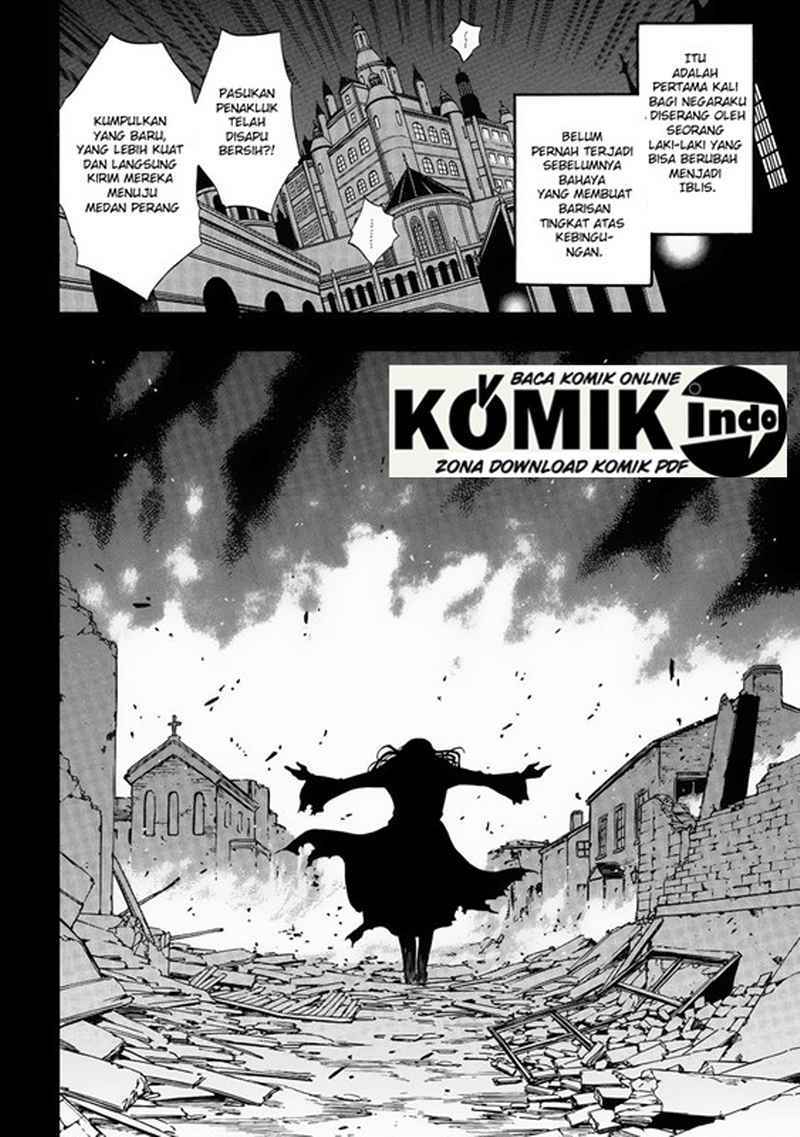 ITU
ADALAH
PERTAMA KALI
BAGI NEGARAKU
DISERANG OLEH
SEORANG
LAKI-LAKI YANG
BISA BERUBAH
MENJADI
IBLIS.
BELUM
PERNAH TERJADI
SEBELUMNYA
BAHAYA
YANG MEMBUAT
BARISAN
TINGKAT ATAS
KEBINGU-
NGAN.
......
PASUKAN
PENAKLUK
TELAH
DISAPU
BERSIH?!
......
KUMPULKAN
YANG BARU,
YANG LEBIH KUAT
DAN LANGSUNG
KIRIM MEREKA
MENUJU
MEDAN PERANG
BACA KOMIK ONLINE
KOMIK indo
ZONA DOWNLOAD KOMIK PDF